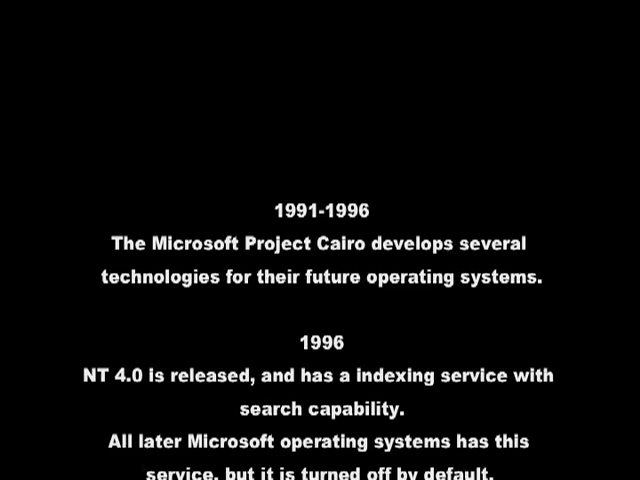 1991-1996
The Microsoft Project Cairo develops several
technologies for their future operating systems.
1996
NT 4.0 is released, and has a indexing service with
search capability.
All later Microsoft operating systems has this
service, but it is turned off by default.